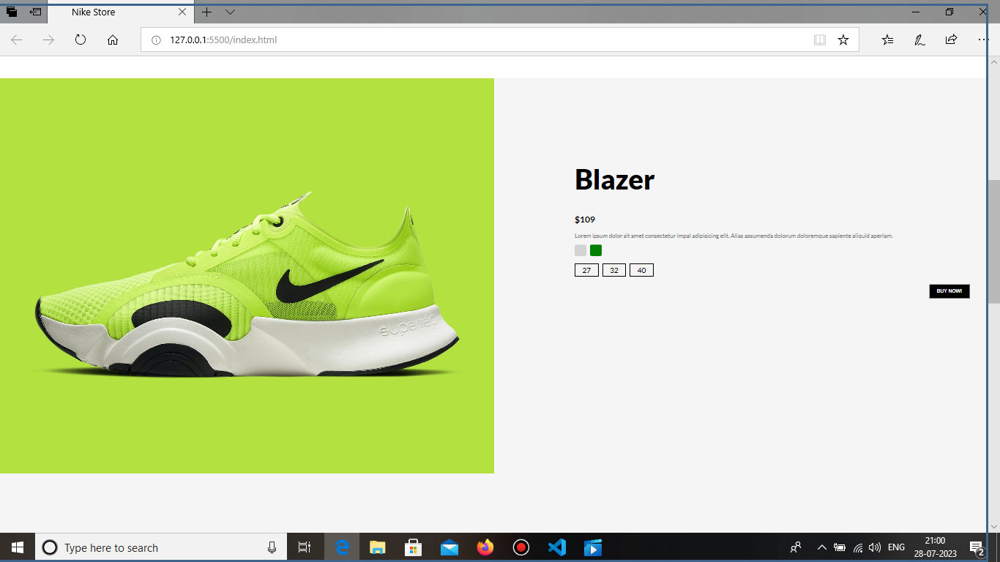 Nike Store
127.0.0.1:5500/index.html
Blazer
$109
Lorem ipsum dolor sit amet consectetur impal adipisicing elit. Alias assumenda dolorum doloremque sapiente aliquid aperiam.
27 32 40
BUY NOW!
superrep
Type here to search
ENG
21:00
28-07-2023
2